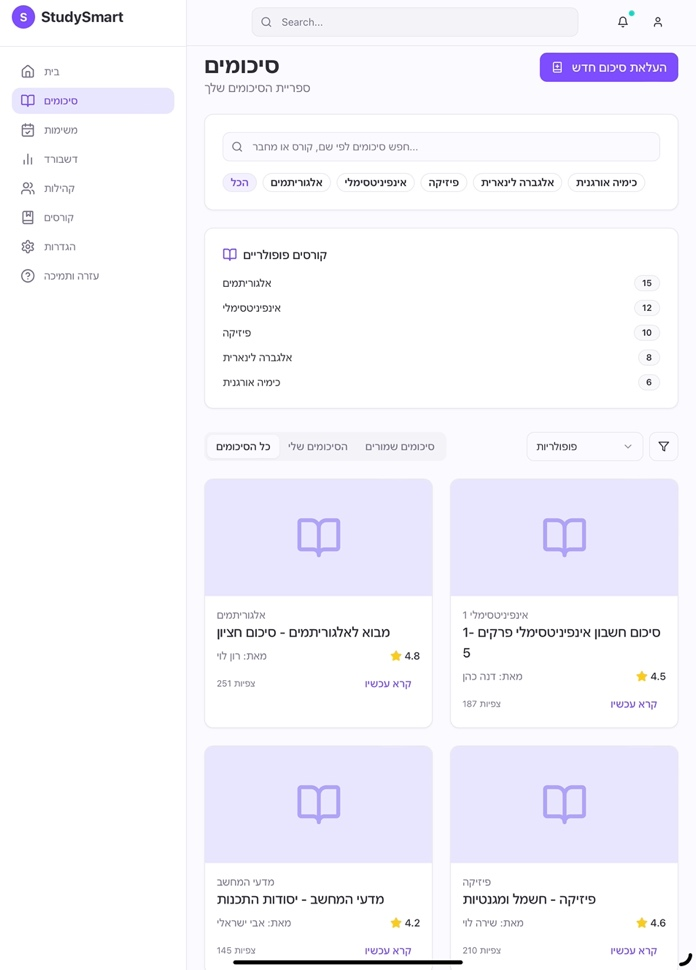 S StudySmart
Search...
בית
סיכומים
משימות
דשבורד
קהילות
קורסים
הגדרות
עזרה ותמיכה
סיכומים
ספריית הסיכומים שלך
העלאת סיכום חדש
חפש סיכומים לפי שם, קורס או מחבר...
הכל אלגוריתמים אינפיניטסימלי פיזיקה אלגברה לינארית כימיה אורגנית
קורסים פופולריים
אלגוריתמים 15
אינפיניטסימלי 12
פיזיקה 10
אלגברה לינארית 8
כימיה אורגנית 6
כל הסיכומים הסיכומים שלי סיכומים שמורים
פופולריות
אלגוריתמים
מבוא לאלגוריתמים - סיכום חציון
מאת: רון לוי 4.8
251 צפיות קרא עכשיו
אינפיניטסימלי 1
סיכום חשבון אינפיניטסימלי פרקים 1-
5
מאת: דנה כהן 4.5
187 צפיות קרא עכשיו
מדעי המחשב
מדעי המחשב - יסודות התכנות
מאת: אבי ישראלי 4.2
145 צפיות קרא עכשיו
פיזיקה
פיזיקה - חשמל ומגנטיות
מאת: שירה לוי 4.6
210 צפיות קרא עכשיו